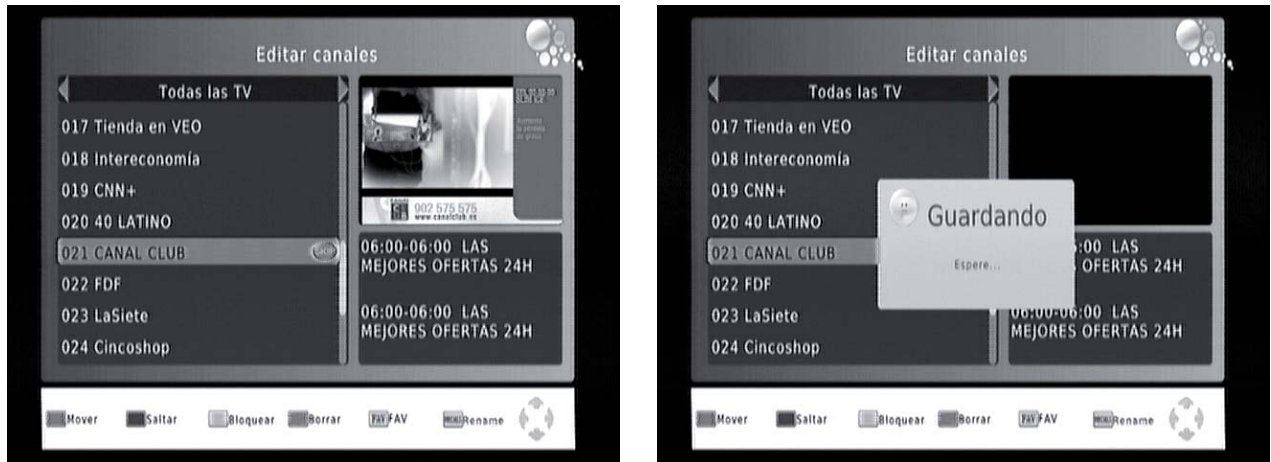 Editar canales
Todas las TV
017 Tienda en VEO
018 Intereconomía
019 CNN+
020 40 LATINO
021 CANAL CLUB
022 FDF
023 LaSiete
024 Cincoshop
902 575 575
www.canalclub.es
06:00-06:00 LAS
MEJORES OFERTAS 24H
06:00-06:00 LAS
MEJORES OFERTAS 24H
Mover Saltar Bloquear Borrar FAV FAV Rename
Editar canales
Todas las TV
017 Tienda en VEO
018 Intereconomía
019 CNN+
020 40 LATINO
021 CANAL CLUB
022 FDF
023 LaSiete
024 Cincoshop
Guardando
Espere...
:00 LAS
OFERTAS 24H
06:00-06:00 LAS
MEJORES OFERTAS 24H
Mover Saltar Bloquear Borrar FAV FAV Rename